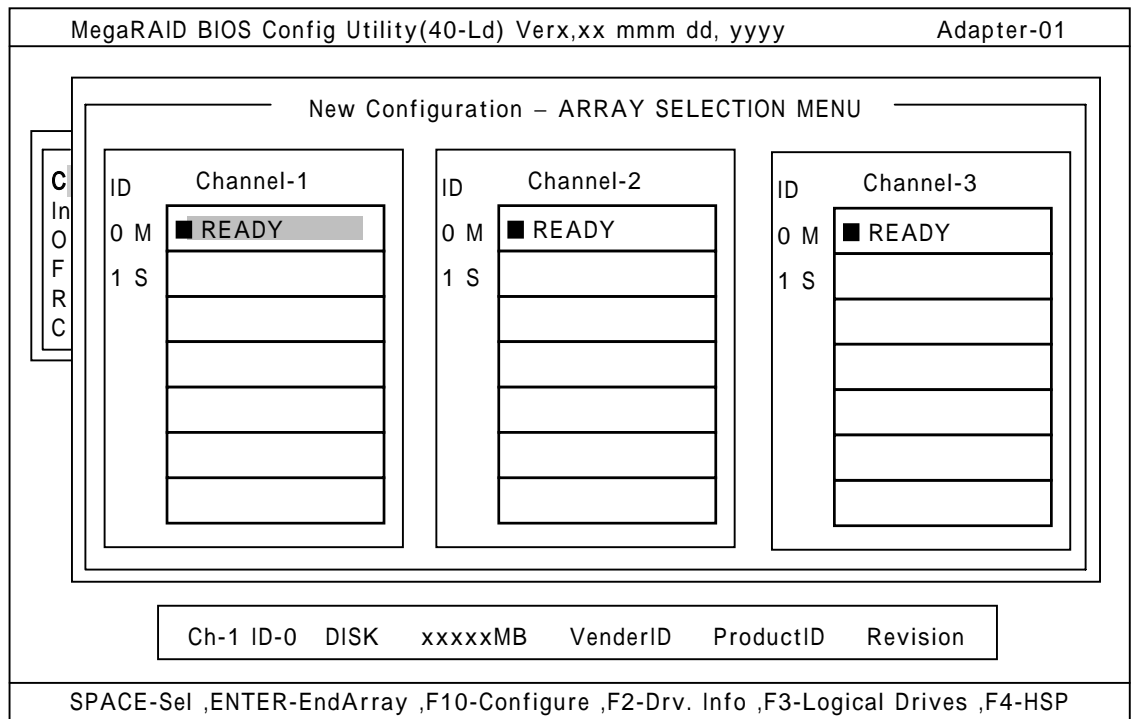 MegaRAID BIOS Config Utility(40-Ld) Verx,xx mmm dd, yyyy Adapter-01
New Configuration – ARRAY SELECTION MENU
C
In
O
F
R
C
ID Channel-1
0 M ■ READY
1 S
ID Channel-2
0 M ■ READY
1 S
ID Channel-3
0 M ■ READY
1 S
Ch-1 ID-0 DISK xxxxxMB VenderID ProductID Revision
SPACE-Sel ,ENTER-EndArray ,F10-Configure ,F2-Drv. Info ,F3-Logical Drives ,F4-HSP